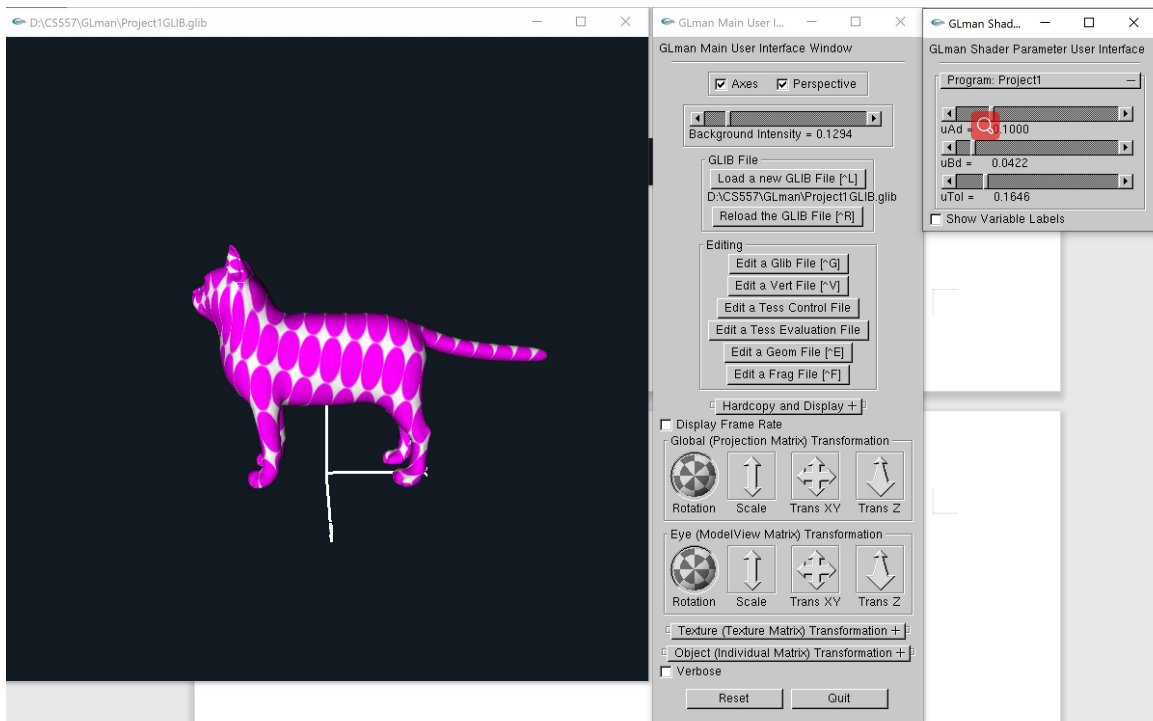 D:\CS557\GLman\Project1GLIB.glib
GLman Main User I...
GLman Main User Interface Window
Axes Perspective
Background Intensity = 0.1294
GLIB File
Load a new GLIB File [^L]
D:\CS557\GLman\Project1GLIB.glib
Reload the GLIB File [^R]
Editing
Edit a Glib File [^G]
Edit a Vert File [^V]
Edit a Tess Control File
Edit a Tess Evaluation File
Edit a Geom File [^E]
Edit a Frag File [^F]
Hardcopy and Display +
Display Frame Rate
Global (Projection Matrix) Transformation
Rotation Scale Trans XY Trans Z
Eye (ModelView Matrix) Transformation
Rotation Scale Trans XY Trans Z
Texture (Texture Matrix) Transformation +
Object (Individual Matrix) Transformation +
Verbose
Reset Quit
GLman Shad...
GLman Shader Parameter User Interface
Program: Project1 −
uAd = 0.1000
uBd = 0.0422
uTol = 0.1646
Show Variable Labels